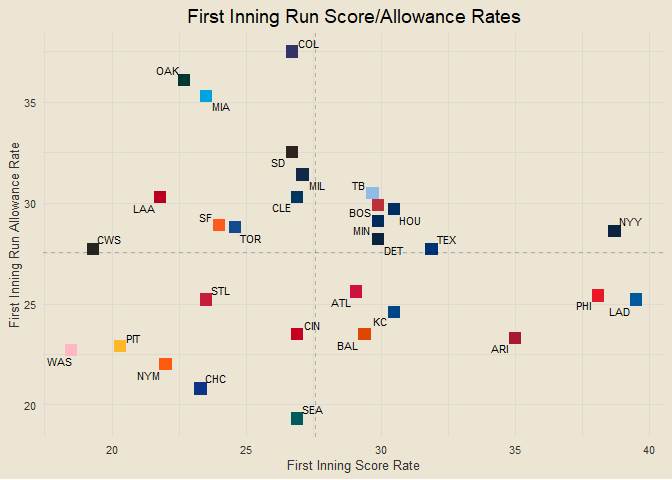 First Inning Run Score/Allowance Rates
COL
OAK
MIA
SD
MIL
TB
LAA
CLE
BOS
HOU
SF
TOR
MIN
NYY
CWS
DET
TEX
STL
ATL
PHI
LAD
KC
CIN
BAL
ARI
PIT
WAS
NYM
CHC
SEA
35
30
25
20
First Inning Run Allowance Rate
20
25
30
35
40
First Inning Score Rate